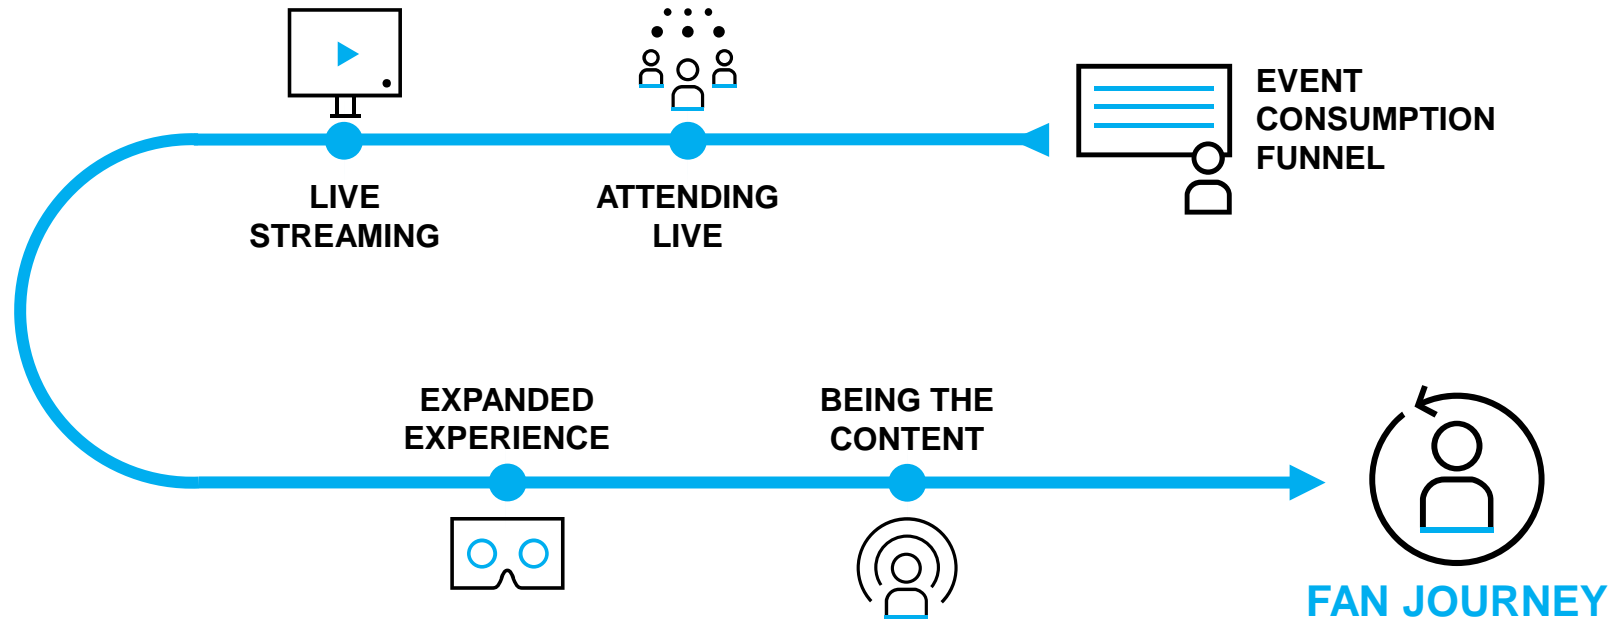 EVENT
CONSUMPTION
FUNNEL
ATTENDING
LIVE
LIVE
STREAMING
EXPANDED
EXPERIENCE
BEING THE
CONTENT
FAN JOURNEY